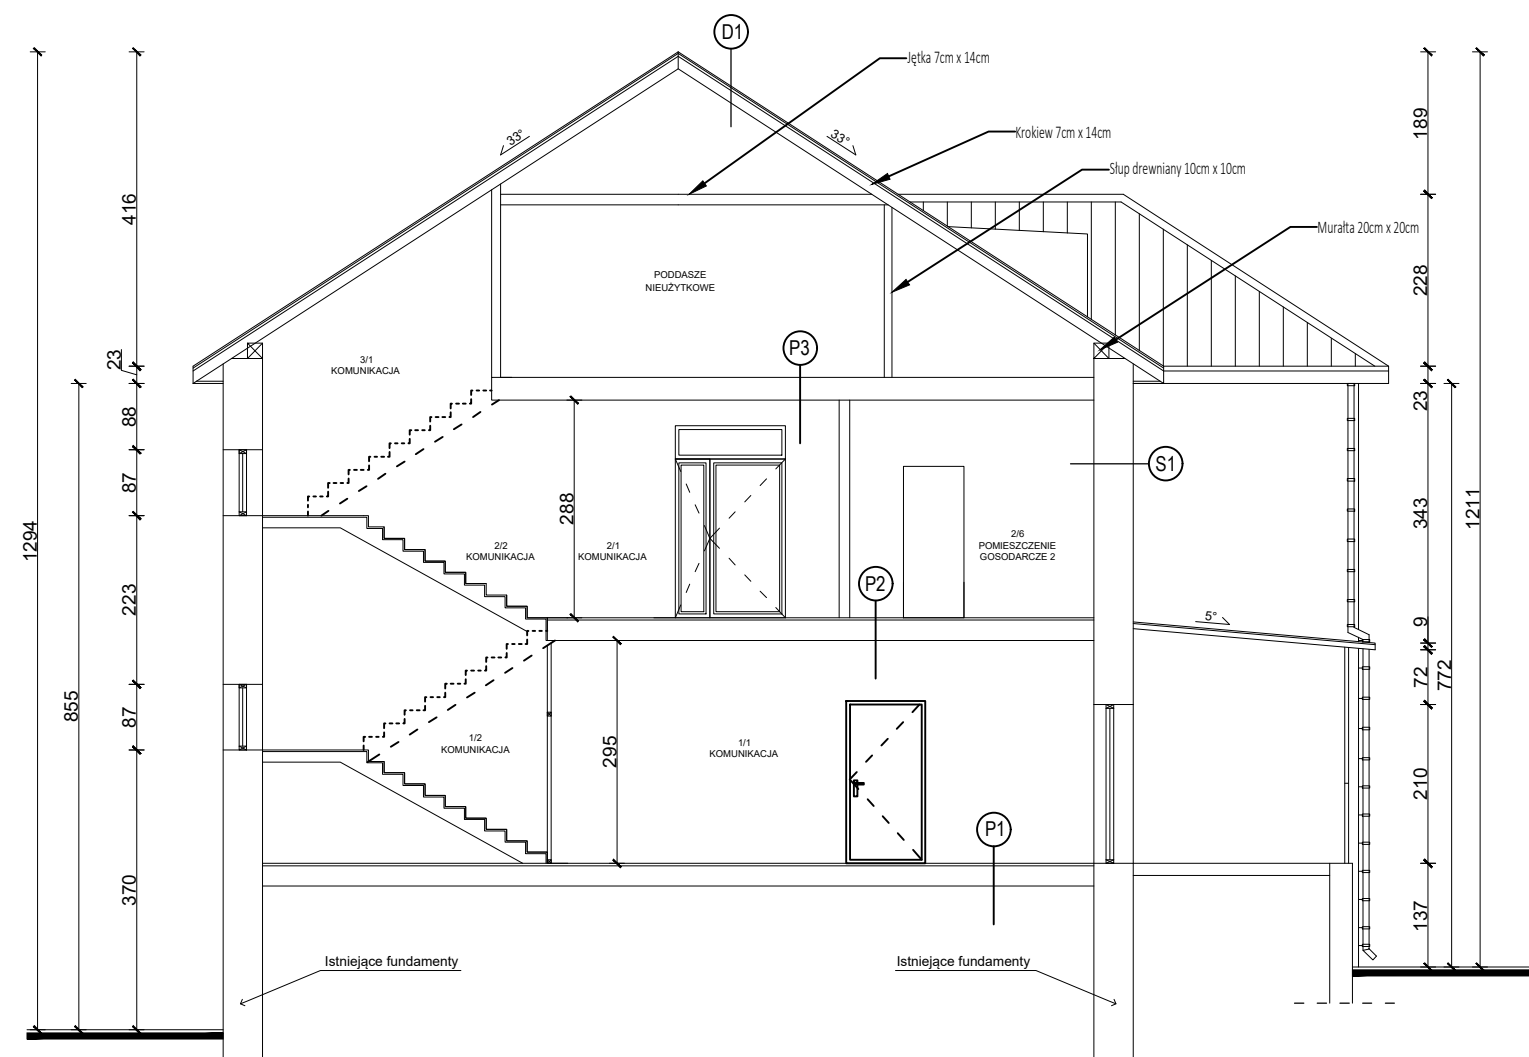 D1
Jętka 7cm x 14cm
189
33°
33°
Krokiew 7cm x 14cm
Słup drewniany 10cm x 10cm
416
Murałta 20cm x 20cm
PODDASZE
NIEUŻYTKOWE
228
P3
23
3/1
KOMUNIKACJA
23
88
S1
87
288
343
1211
1294
2/2
KOMUNIKACJA
2/1
KOMUNIKACJA
2/6
POMIESZCZENIE
GOSODARCZE 2
P2
223
5°
9
72
772
855
87
1/2
KOMUNIKACJA
295
1/1
KOMUNIKACJA
210
P1
370
137
Istniejące fundamenty
Istniejące fundamenty